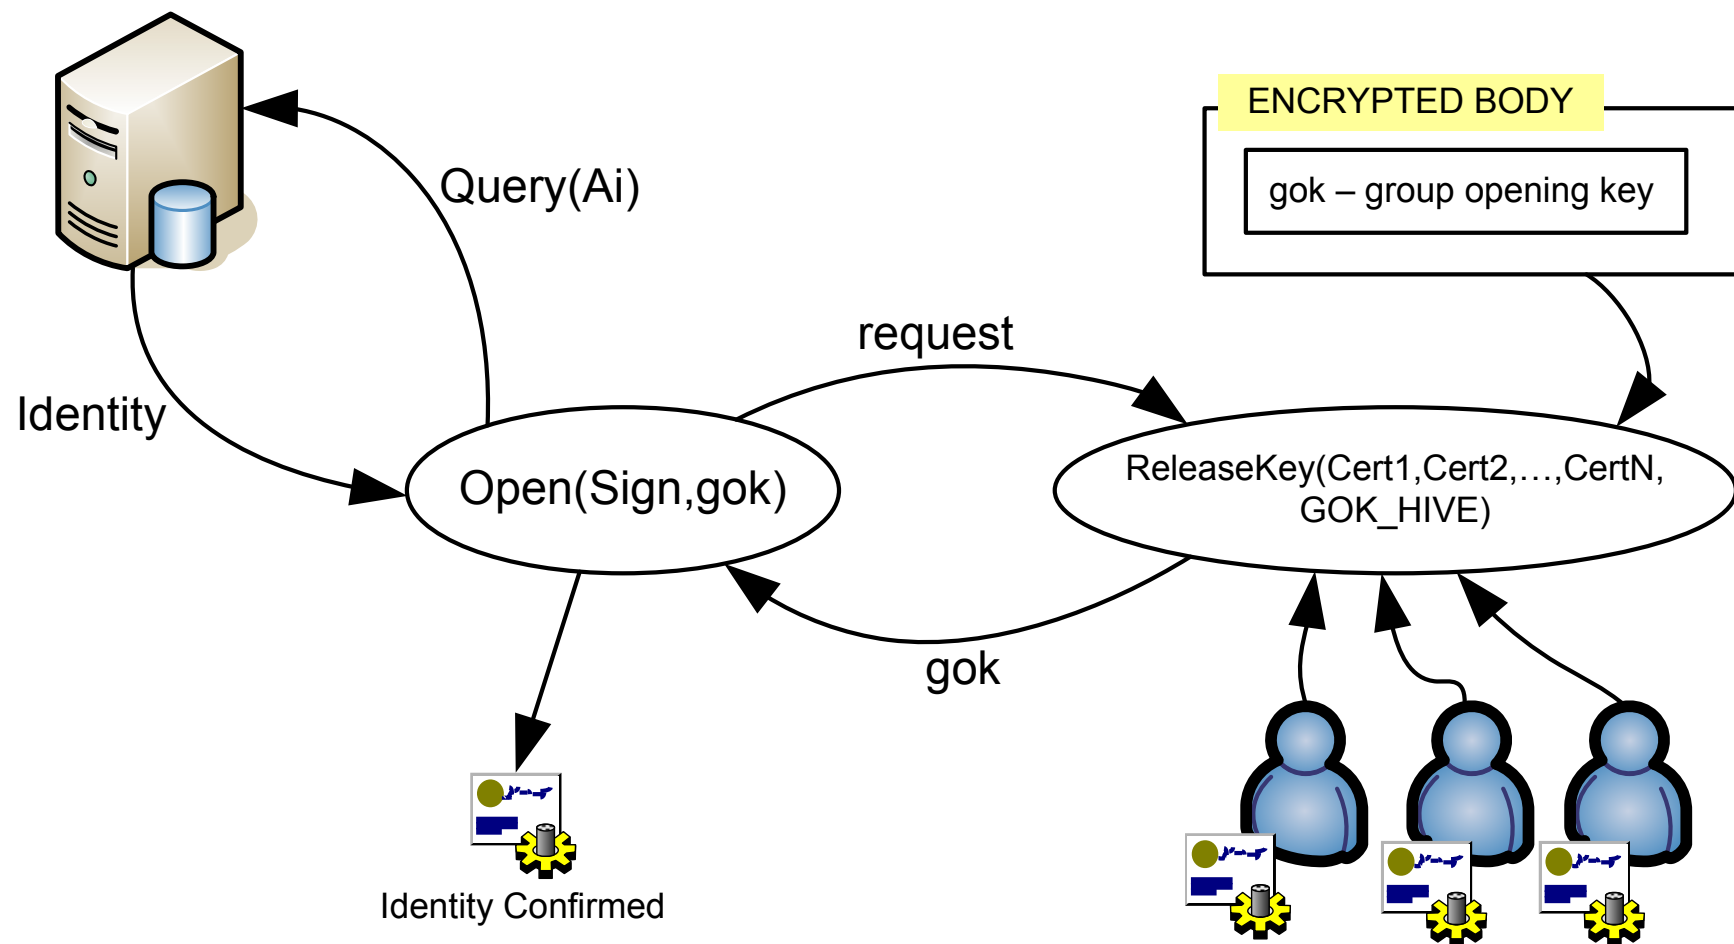 ENCRYPTED BODY
gok – group opening key
Query(Ai)
request
Identity
Open(Sign,gok)
ReleaseKey(Cert1,Cert2,…,CertN,
GOK_HIVE)
gok
Identity Confirmed